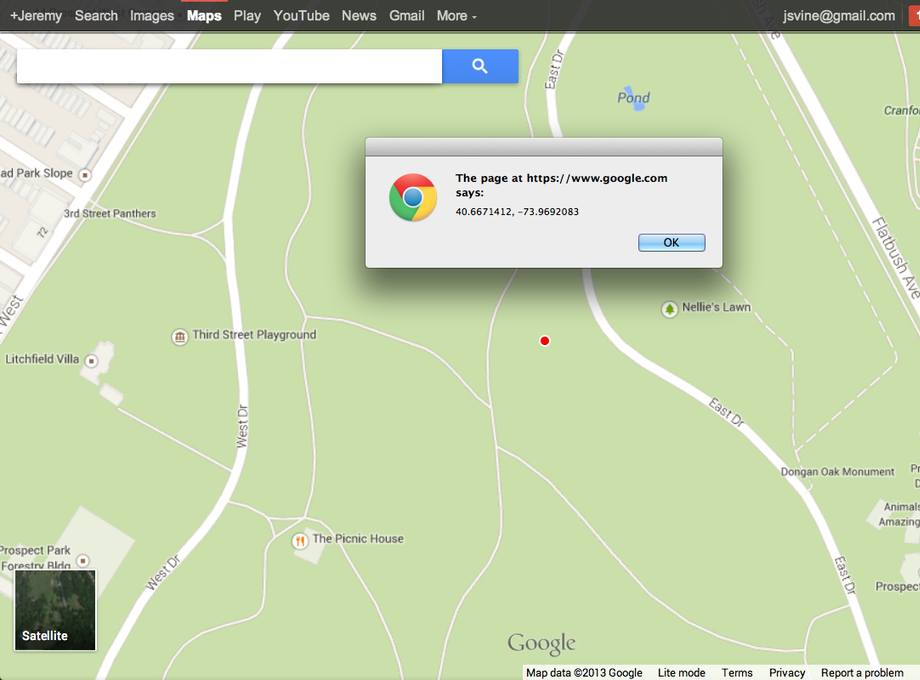 +Jeremy Search Images Maps Play YouTube News Gmail More
jsvine@gmail.com
East Dr
Pond
Ave
Cranfo
The page at https://www.google.com
says:
40.6671412, -73.9692083
OK
ad Park Slope
3rd Street Panthers
72
West
Flatbush Ave
Nellie's Lawn
Third Street Playground
Litchfield Villa
West Dr
East Dr
Dongan Oak Monument
Animals
Amazing
The Picnic House
Prospect Park
Forestry Bldg
West Dr
East Dr
Prospec
Satellite
Google
Map data ©2013 Google Lite mode Terms Privacy Report a problem